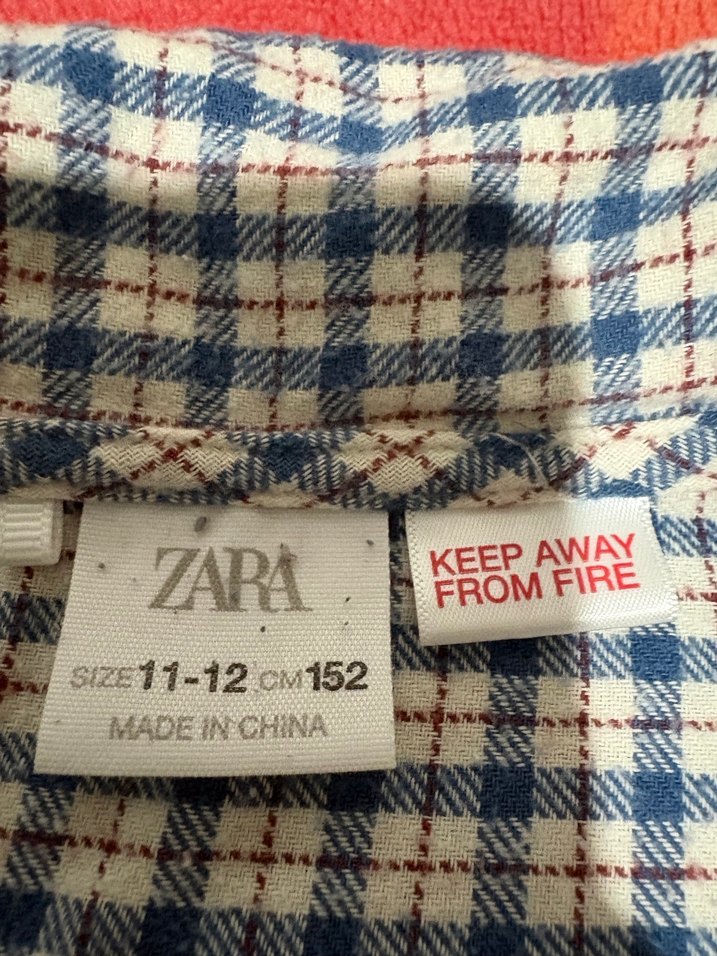 ZARA
SIZE 11-12 CM 152
MADE IN CHINA
KEEP AWAY
FROM FIRE